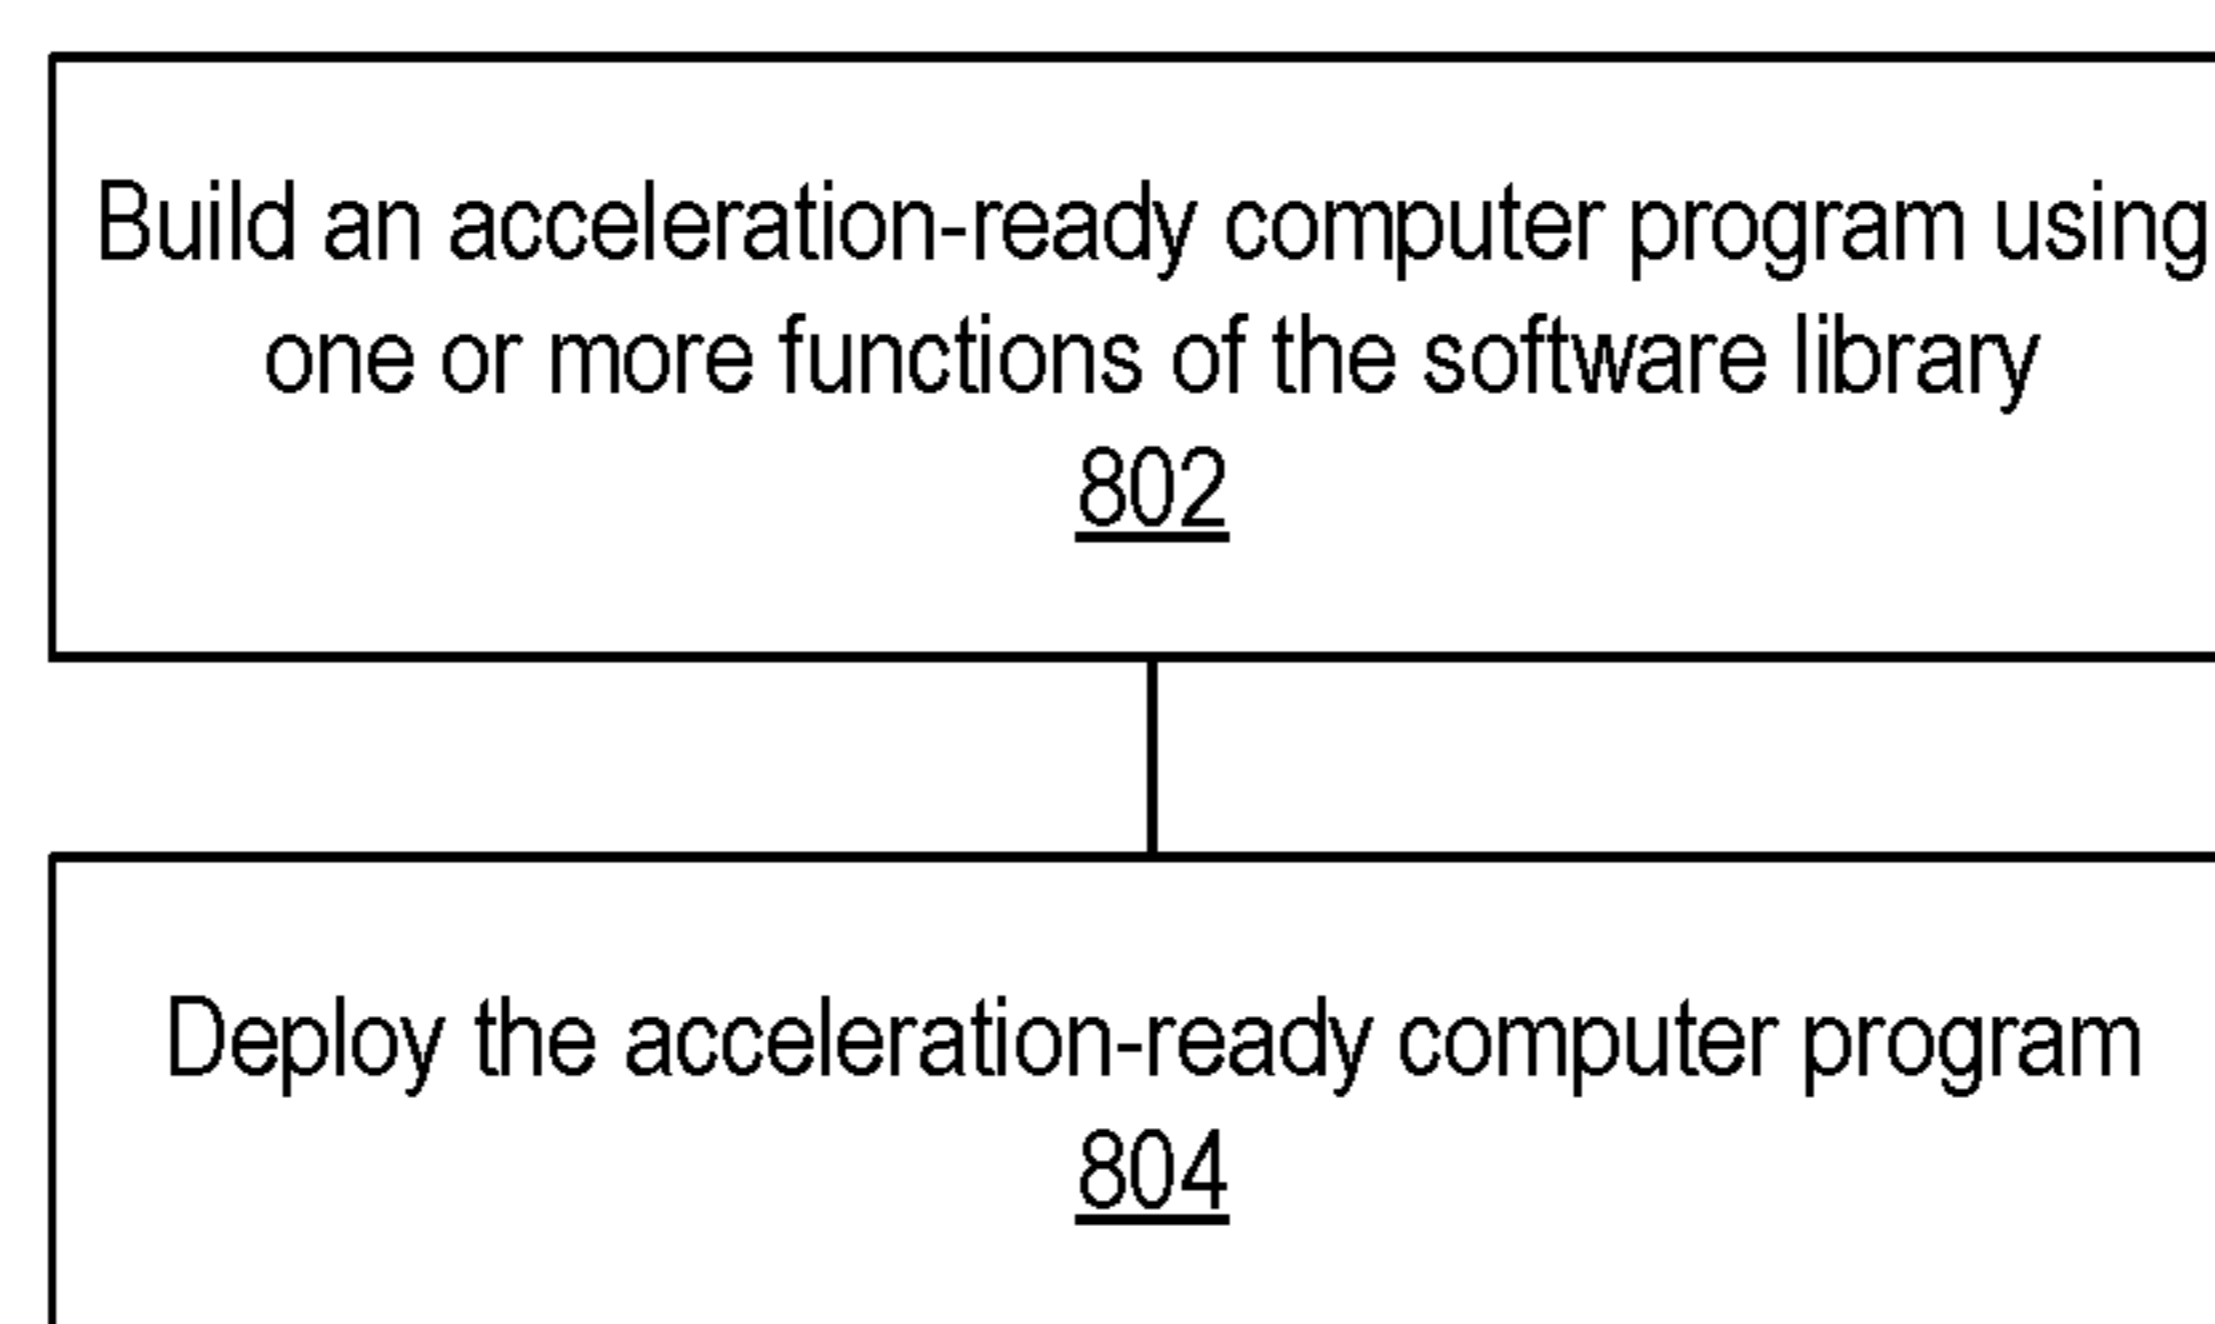 Build an acceleration-ready computer program using
one or more functions of the software library
802
Deploy the acceleration-ready computer program
804